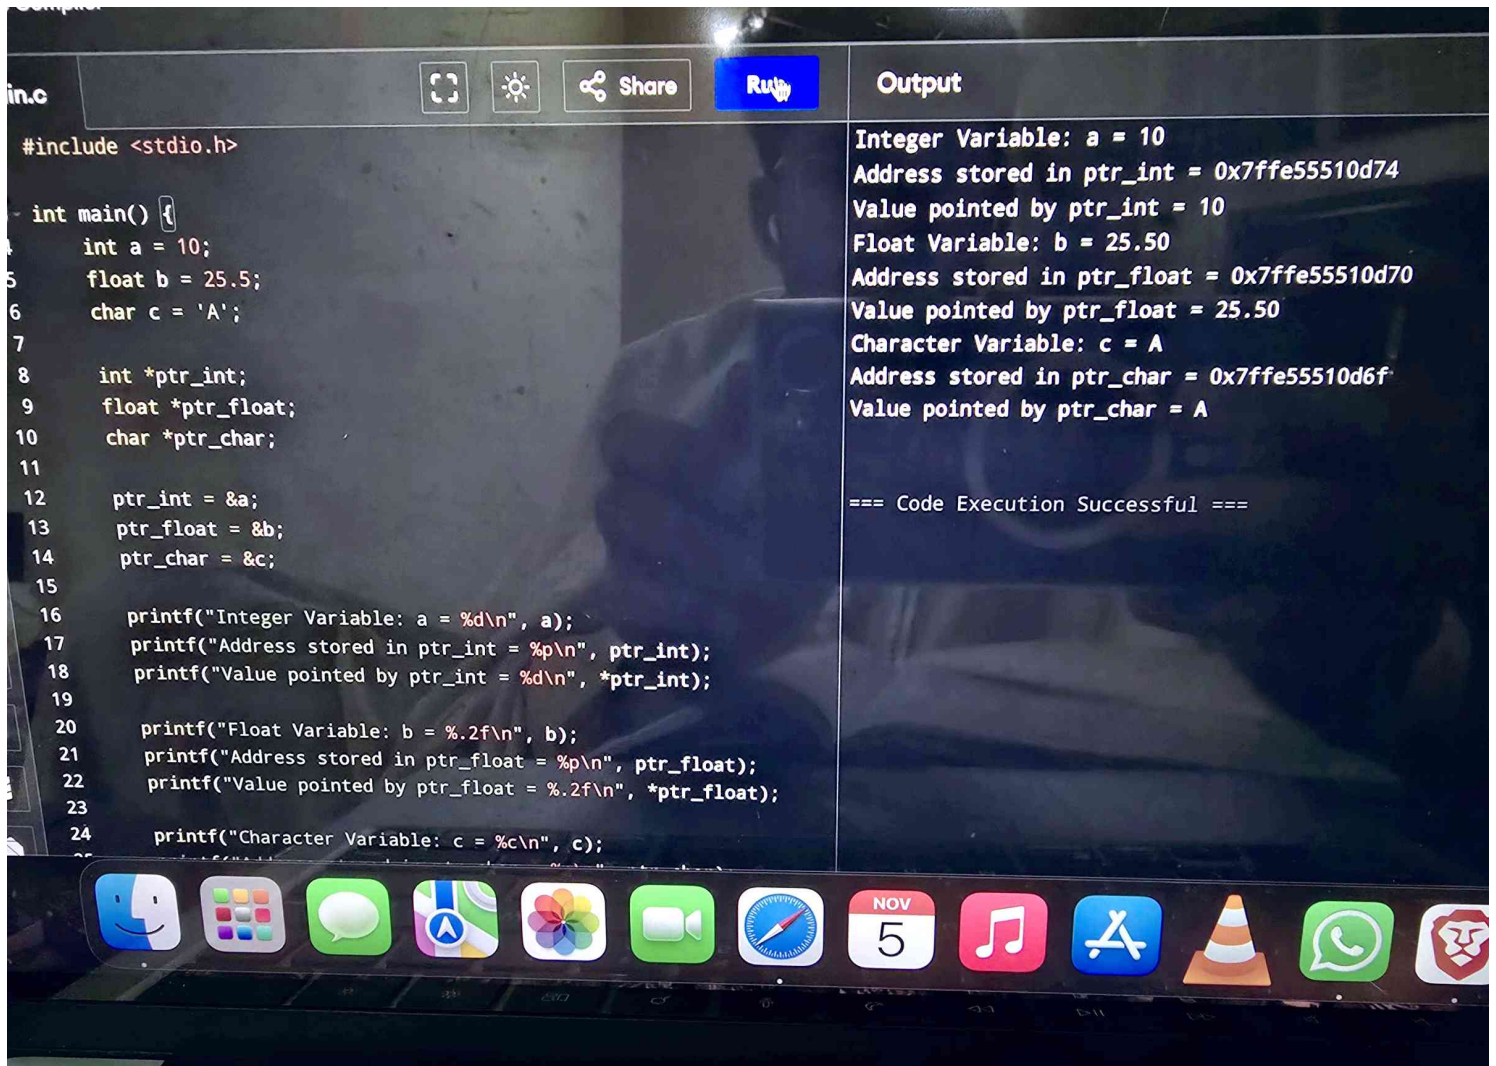 in.c
Share
Run
Output
#include <stdio.h>
int main() {
int a = 10;
5 float b = 25.5;
6 char c = 'A';
7
8 int *ptr_int;
9 float *ptr_float;
10 char *ptr_char;
11
12 ptr_int = &a;
13 ptr_float = &b;
14 ptr_char = &c;
15
16 printf("Integer Variable: a = %d\n", a);
17 printf("Address stored in ptr_int = %p\n", ptr_int);
18 printf("Value pointed by ptr_int = %d\n", *ptr_int);
19
20 printf("Float Variable: b = %.2f\n", b);
21 printf("Address stored in ptr_float = %p\n", ptr_float);
22 printf("Value pointed by ptr_float = %.2f\n", *ptr_float);
23
24 printf("Character Variable: c = %c\n", c);
Integer Variable: a = 10
Address stored in ptr_int = 0x7ffe55510d74
Value pointed by ptr_int = 10
Float Variable: b = 25.50
Address stored in ptr_float = 0x7ffe55510d70
Value pointed by ptr_float = 25.50
Character Variable: c = A
Address stored in ptr_char = 0x7ffe55510d6f
Value pointed by ptr_char = A
=== Code Execution Successful ===
NOV
5